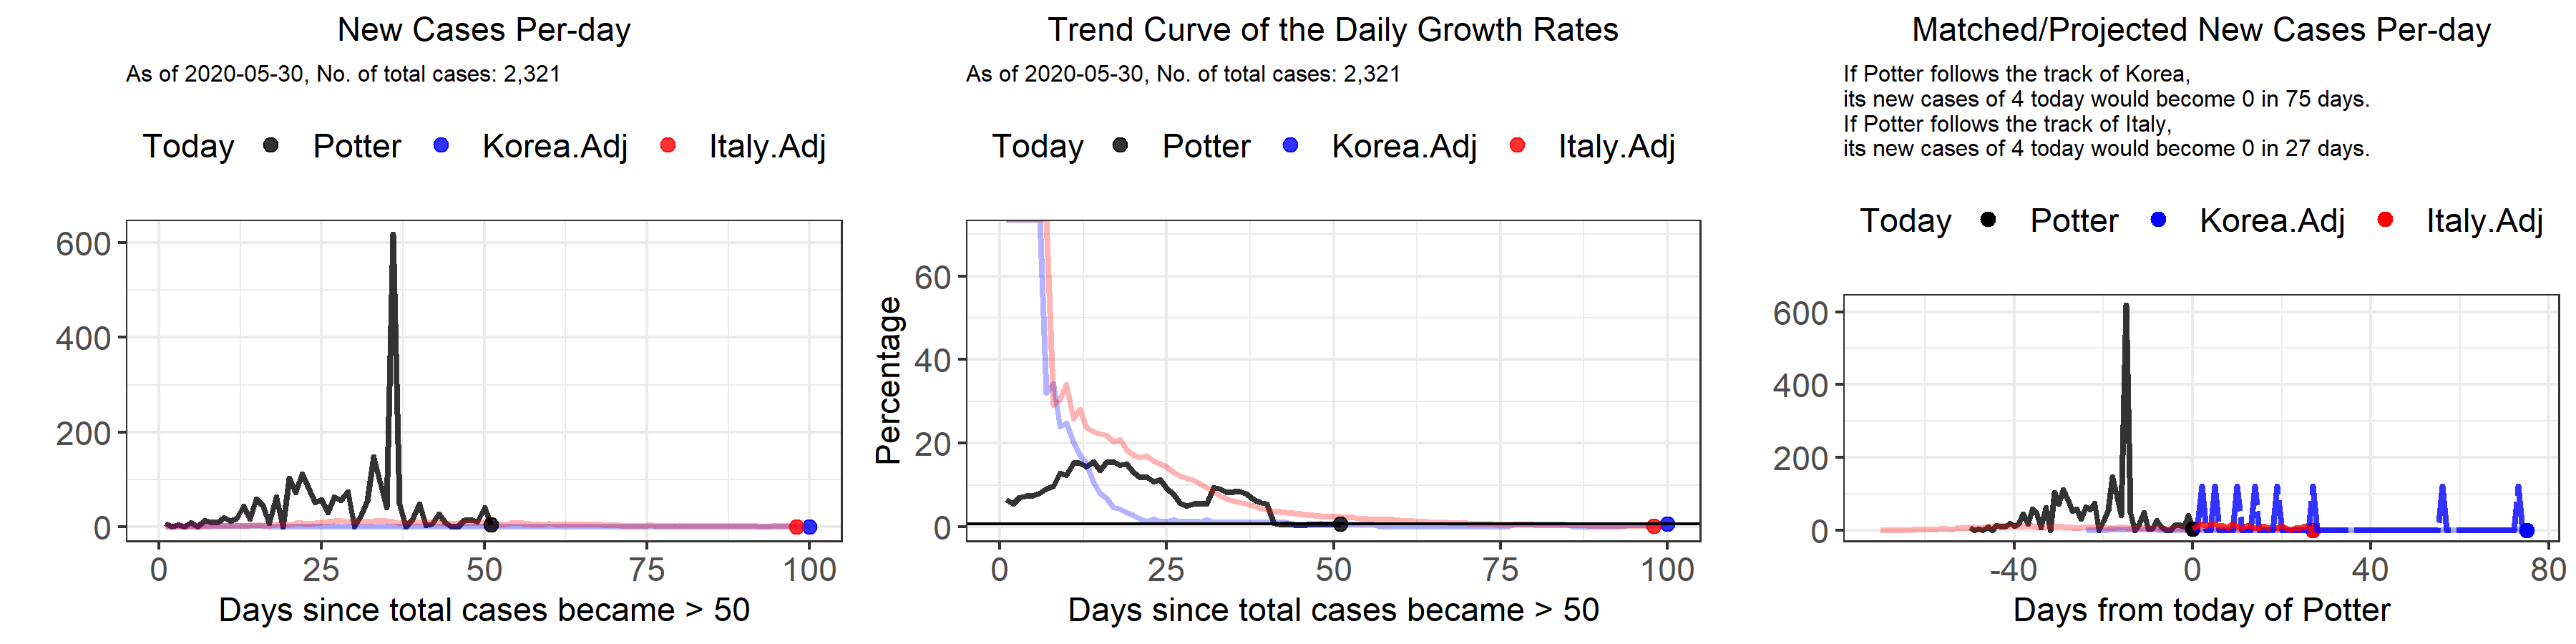 New Cases Per-day
As of 2020-05-30, No. of total cases: 2,321
Today Potter Korea.Adj Italy.Adj
600
400
200
0
0 25 50 75 100
Days since total cases became > 50
Trend Curve of the Daily Growth Rates
As of 2020-05-30, No. of total cases: 2,321
Today Potter Korea.Adj Italy.Adj
Percentage
60
40
20
0
0 25 50 75 100
Days since total cases became > 50
Matched/Projected New Cases Per-day
If Potter follows the track of Korea,
its new cases of 4 today would become 0 in 75 days.
If Potter follows the track of Italy,
its new cases of 4 today would become 0 in 27 days.
Today Potter Korea.Adj Italy.Adj
600
400
200
0
-40 0 40 80
Days from today of Potter